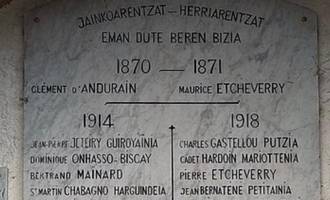 JAINKOARENTZAT — HERRIARENTZAT
EMAN DUTE BEREN BIZIA
1870 — 1871
CLÉMENT D'ANDURAIN MAURICE ETCHEVERRY
1914 1918
JEAN-PIERRE JETEIRY GUIROYAÏNIA CHARLES GASTELLOU PUTZIA
DOMINIQUE ONHASSO-BISCAY CADET HARDOIN MARIOTTENIA
BERTRAND MAINARD PIERRE ETCHEVERRY
ST MARTIN CHABAGNO HARGUINDEIA JEAN BERNATENE PETITAINIA